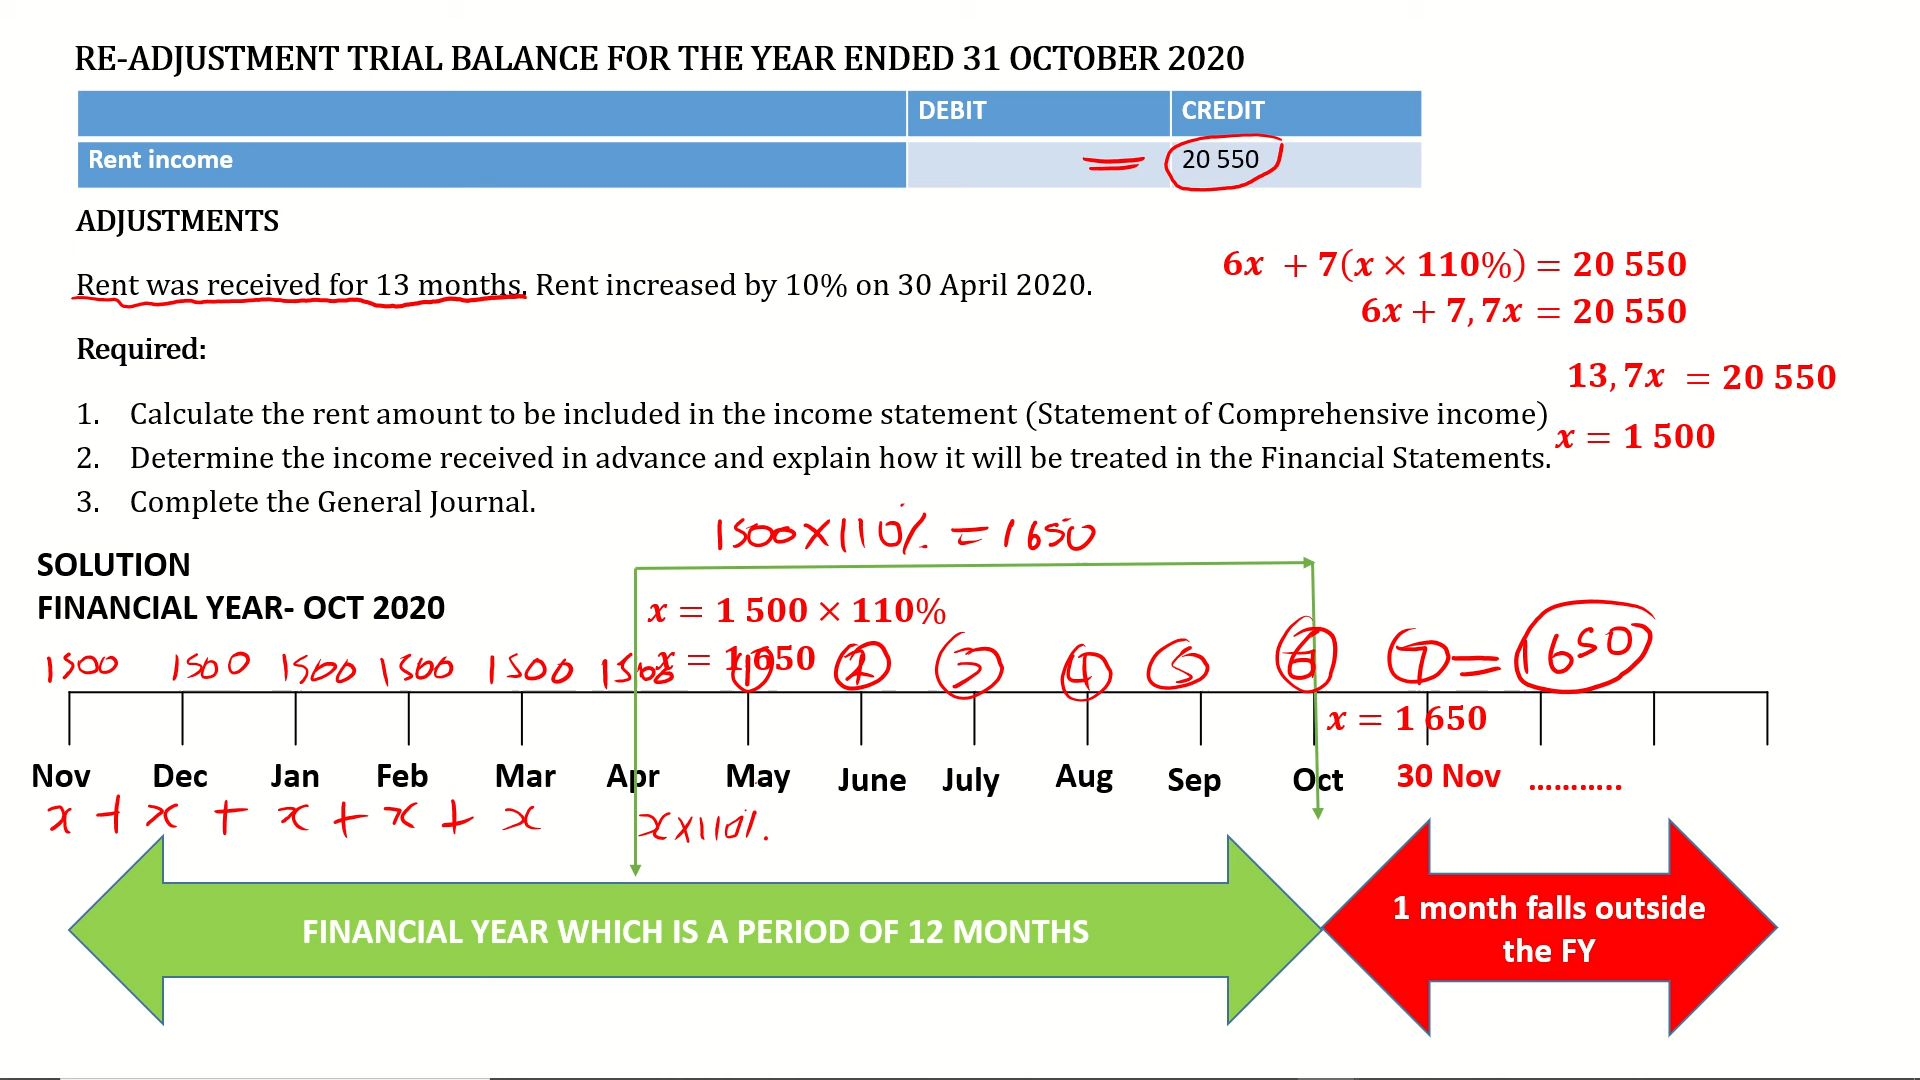 RE-ADJUSTMENT TRIAL BALANCE FOR THE YEAR ENDED 31 OCTOBER 2020
DEBIT CREDIT
Rent income = 20 550
ADJUSTMENTS
Rent was received for 13 months. Rent increased by 10% on 30 April 2020.
6x + 7(x × 110%) = 20 550
6x + 7,7x = 20 550
13,7x = 20 550
x = 1 500
Required:
1. Calculate the rent amount to be included in the income statement (Statement of Comprehensive income)
2. Determine the income received in advance and explain how it will be treated in the Financial Statements.
3. Complete the General Journal.
1500 x 110% = 1650
SOLUTION
FINANCIAL YEAR- OCT 2020
x = 1 500 × 110%
x = 1 650
1500 1500 1500 1500 1500 1500 1 2 3 4 5 6 7 = 1650
x = 1 650
Nov Dec Jan Feb Mar Apr May June July Aug Sep Oct 30 Nov ...........
x + x + x + x + x x x 110%.
FINANCIAL YEAR WHICH IS A PERIOD OF 12 MONTHS
1 month falls outside
the FY